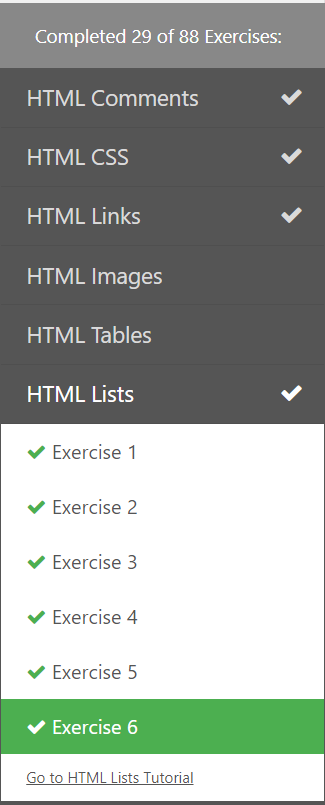 Completed 29 of 88 Exercises:
HTML Comments
HTML CSS
HTML Links
HTML Images
HTML Tables
HTML Lists
Exercise 1
Exercise 2
Exercise 3
Exercise 4
Exercise 5
Exercise 6
Go to HTML Lists Tutorial